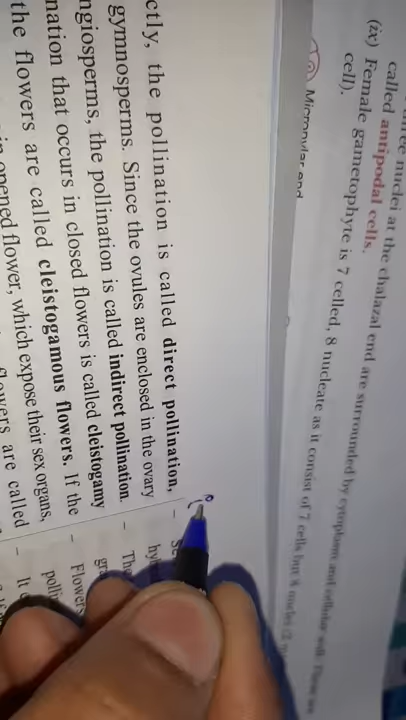 called antipodal cells.
nuclei at the chalazal end are surrounded by cytoplasm and cellular wall. These are
(ix) Female gametophyte is 7 celled, 8 nucleate as it consist of 7 cells but 8 nuclei (2
cell).
Micropylar end
ctly, the pollination is called direct pollination,
gymnosperms. Since the ovules are enclosed in the ovary
ngiosperms, the pollination is called indirect pollination.
nation that occurs in closed flowers is called cleistogamy
the flowers are called cleistogamous flowers. If the
opened flower, which expose their sex organs,
are called
– Se
– Th
– Flowers
polli
– It